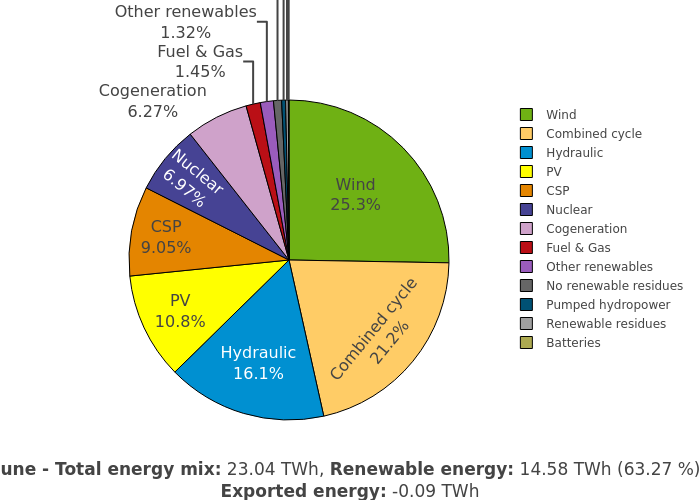 Other renewables
1.32%
Fuel & Gas
1.45%
Cogeneration
6.27%
Nuclear
6.97%
Wind
25.3%
CSP
9.05%
PV
10.8%
Hydraulic
16.1%
Combined cycle
21.2%
Wind
Combined cycle
Hydraulic
PV
CSP
Nuclear
Cogeneration
Fuel & Gas
Other renewables
No renewable residues
Pumped hydropower
Renewable residues
Batteries
une - Total energy mix: 23.04 TWh, Renewable energy: 14.58 TWh (63.27 %)
Exported energy: -0.09 TWh